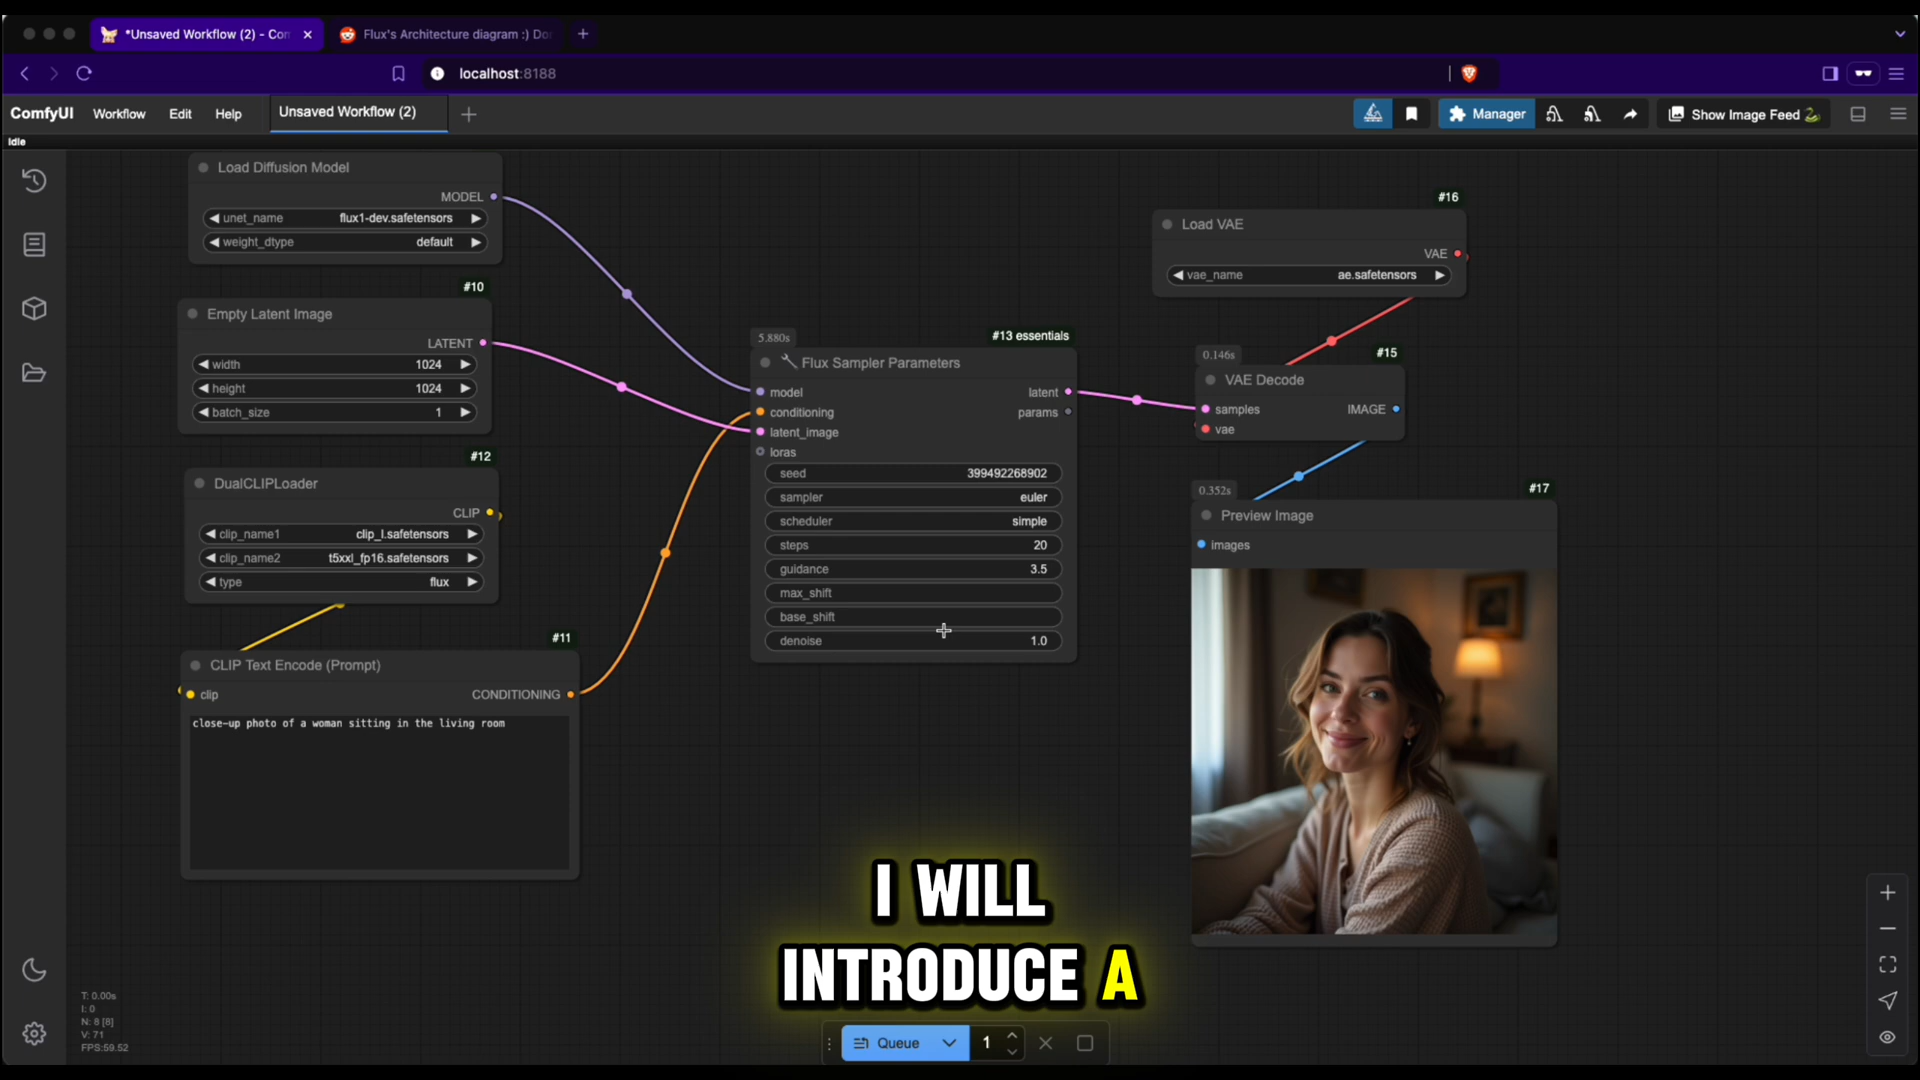 *Unsaved Workflow (2) - Com
Flux's Architecture diagram :) Don
localhost:8188
ComfyUI
Workflow
Edit
Help
Unsaved Workflow (2)
Manager
Show Image Feed
Idle
Load Diffusion Model
MODEL
unet_name flux1-dev.safetensors
weight_dtype default
#10
Empty Latent Image
LATENT
width 1024
height 1024
batch_size 1
#12
DualCLIPLoader
CLIP
clip_name1 clip_l.safetensors
clip_name2 t5xxl_fp16.safetensors
type flux
#11
CLIP Text Encode (Prompt)
clip CONDITIONING
close-up photo of a woman sitting in the living room
5.880s
#13 essentials
Flux Sampler Parameters
model latent
conditioning params
latent_image
loras
seed 399492268902
sampler euler
scheduler simple
steps 20
guidance 3.5
max_shift
base_shift
denoise 1.0
#16
Load VAE
VAE
vae_name ae.safetensors
0.146s
#15
VAE Decode
samples IMAGE
vae
0.352s
#17
Preview Image
images
I WILL
INTRODUCE A
T: 0.00s
I: 0
N: 8 [8]
V: 71
FPS:59.52
Queue
1